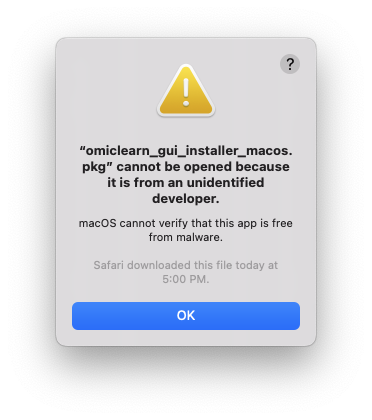 ?
“omiclearn_gui_installer_macos.
pkg” cannot be opened because
it is from an unidentified
developer.
macOS cannot verify that this app is free
from malware.
Safari downloaded this file today at
5:00 PM.
OK